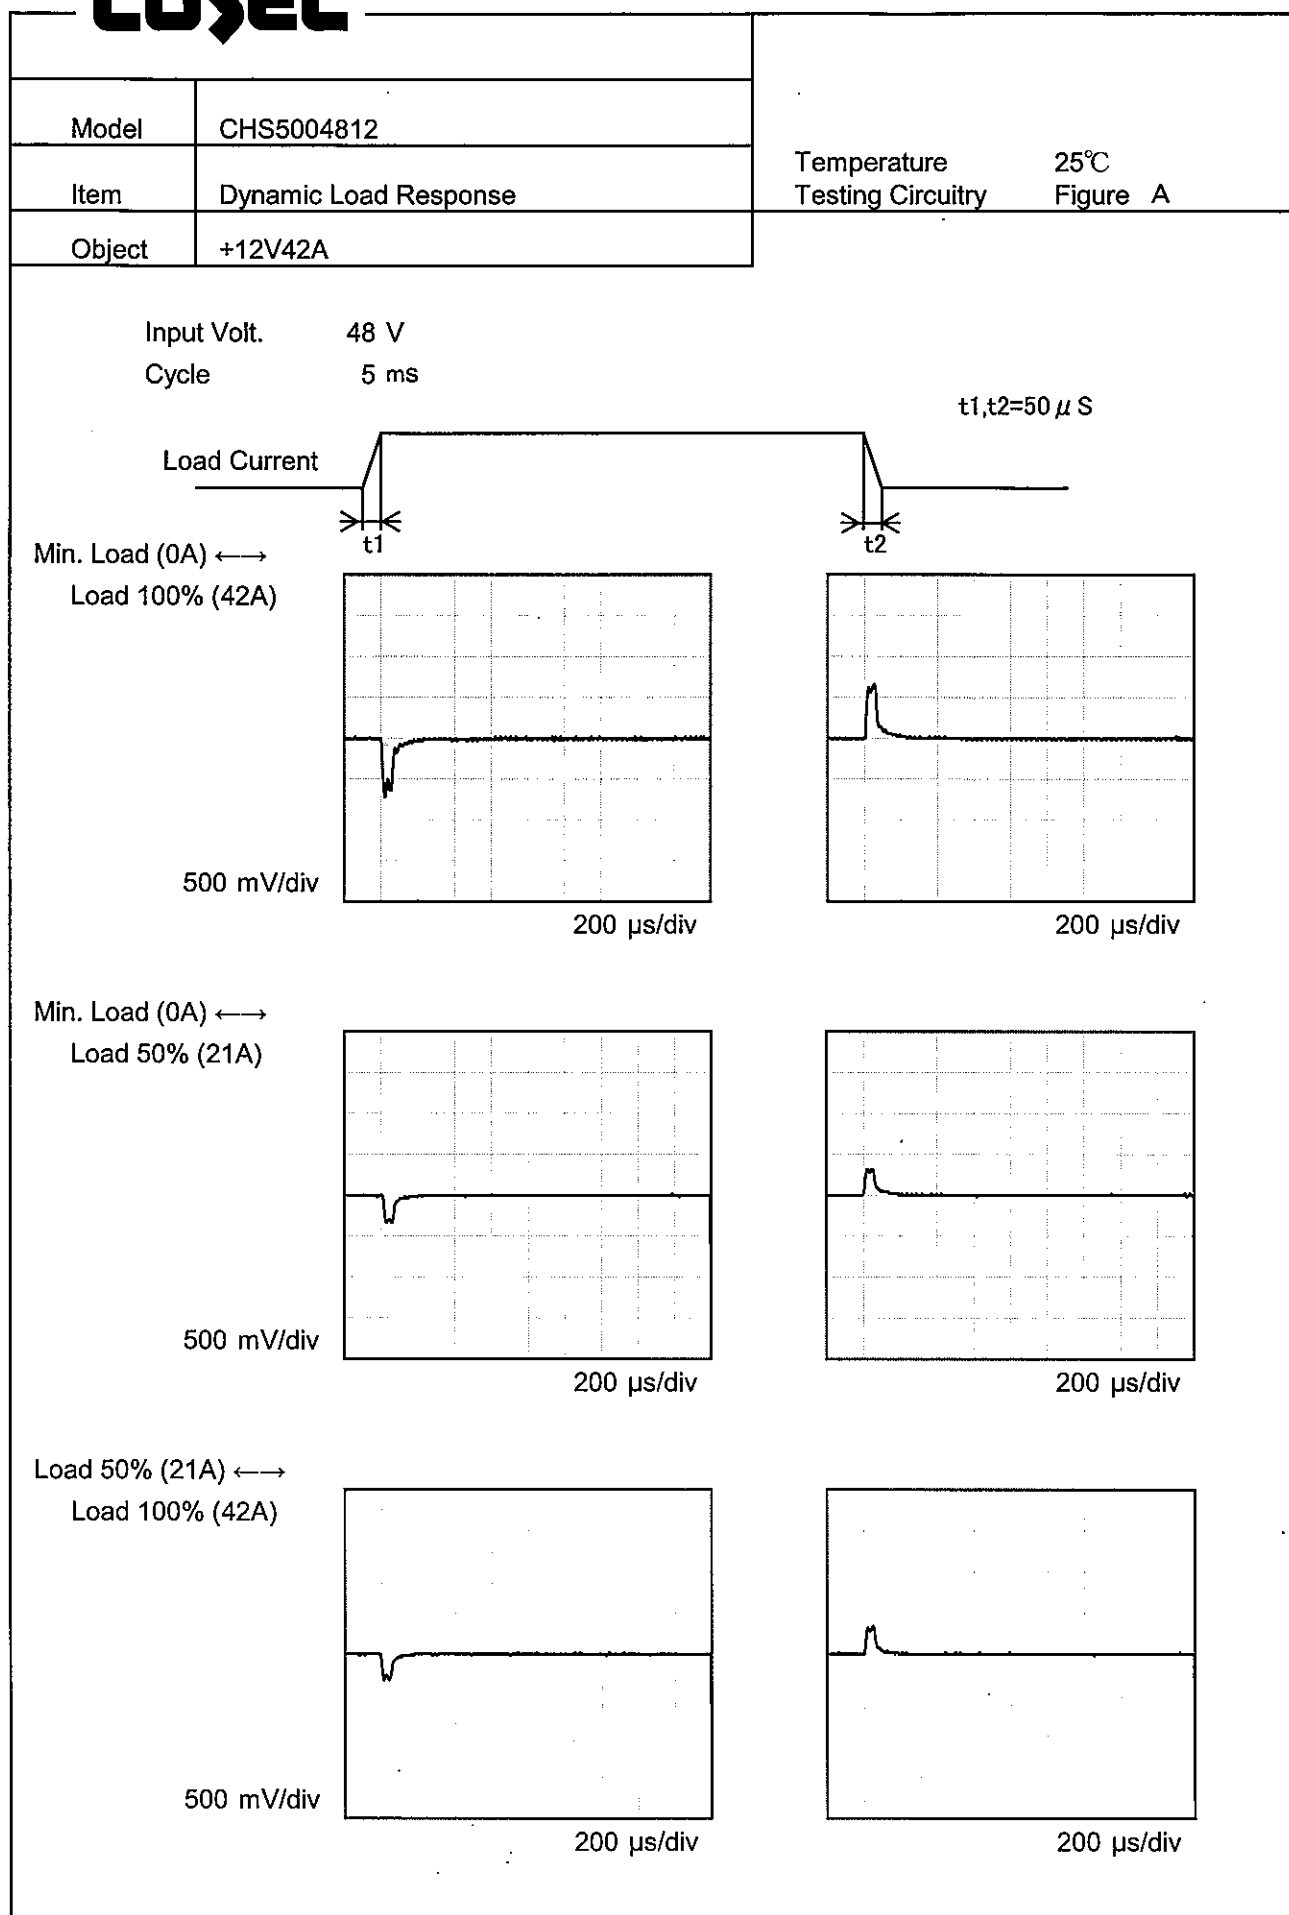 COSEL
Model CHS5004812
Item Dynamic Load Response
Object +12V42A
Temperature 25℃
Testing Circuitry Figure A
Input Volt. 48 V
Cycle 5 ms
t1,t2=50μS
Load Current
t1 t2
Min. Load (0A) ←→
Load 100% (42A)
500 mV/div
200 μs/div 200 μs/div
Min. Load (0A) ←→
Load 50% (21A)
500 mV/div
200 μs/div 200 μs/div
Load 50% (21A) ←→
Load 100% (42A)
500 mV/div
200 μs/div 200 μs/div